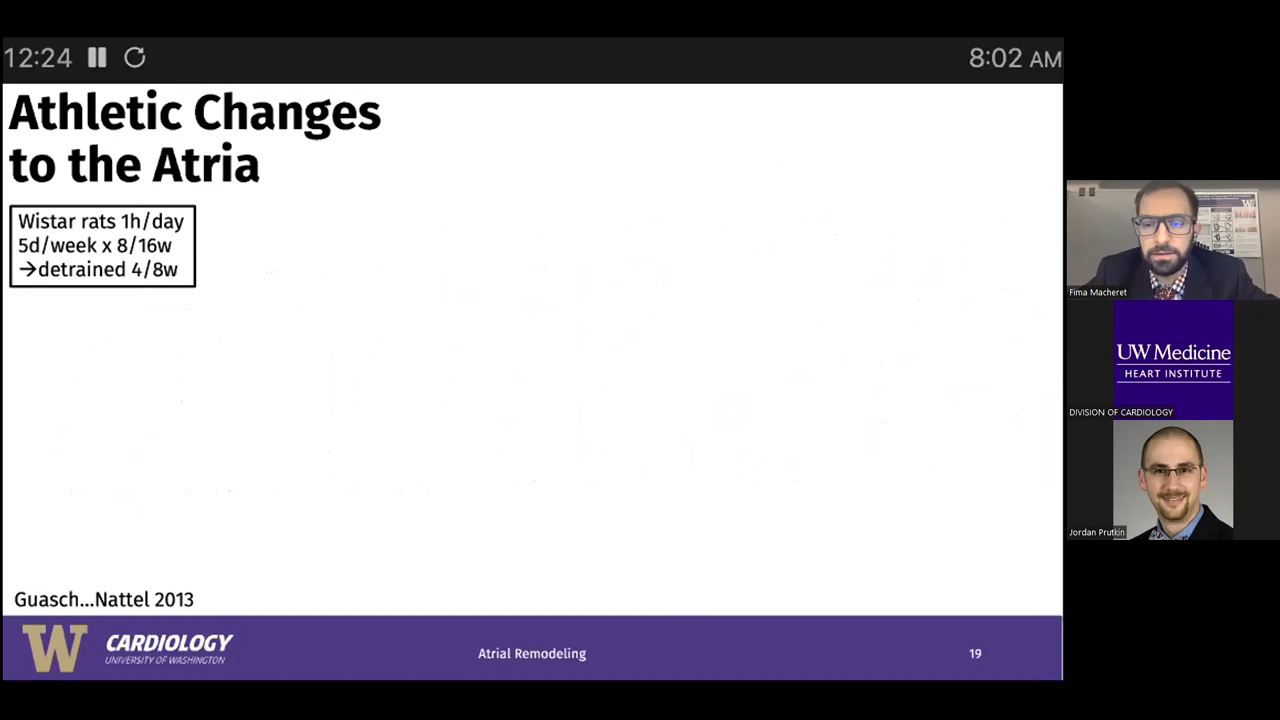 12:24
8:02 AM
Athletic Changes
to the Atria
Wistar rats 1h/day
5d/week x 8/16w
→detrained 4/8w
Guasch...Nattel 2013
W
CARDIOLOGY
UNIVERSITY OF WASHINGTON
Atrial Remodeling
19
W
Fima Macheret
UW Medicine
HEART INSTITUTE
DIVISION OF CARDIOLOGY
Jordan Prutkin